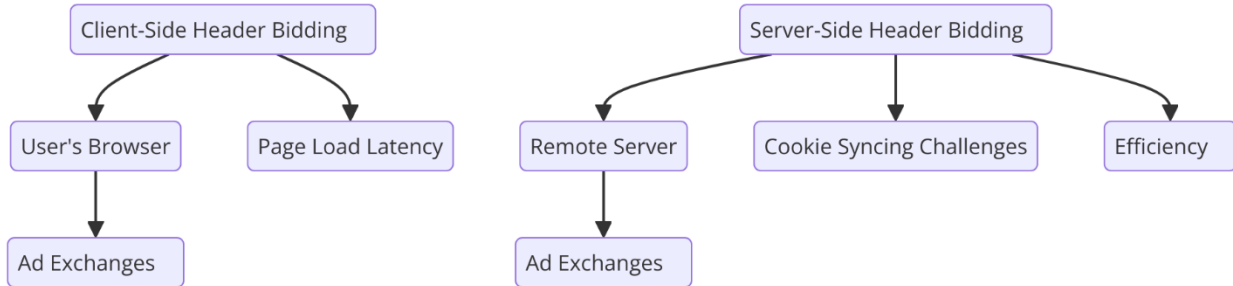 Client-Side Header Bidding
Server-Side Header Bidding
User's Browser
Page Load Latency
Remote Server
Cookie Syncing Challenges
Efficiency
Ad Exchanges
Ad Exchanges